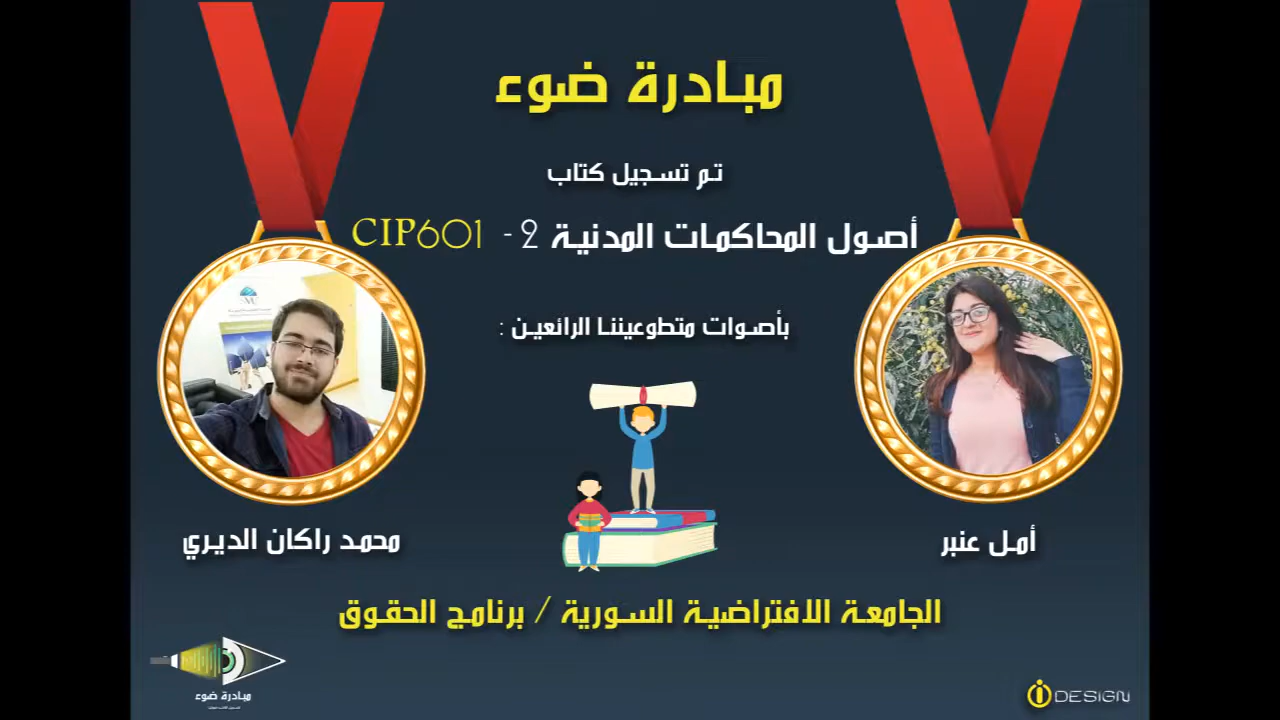 مبادرة ضوء
تم تسجيل كتاب
أصول المحاكمات المدنية 2 - CIP601
بأصوات متطوعيننا الرائعين :
أمل عنبر
محمد راكان الديري
الجامعة الافتراضية السورية / برنامج الحقوق
مبادرة ضوء
iDESIGN